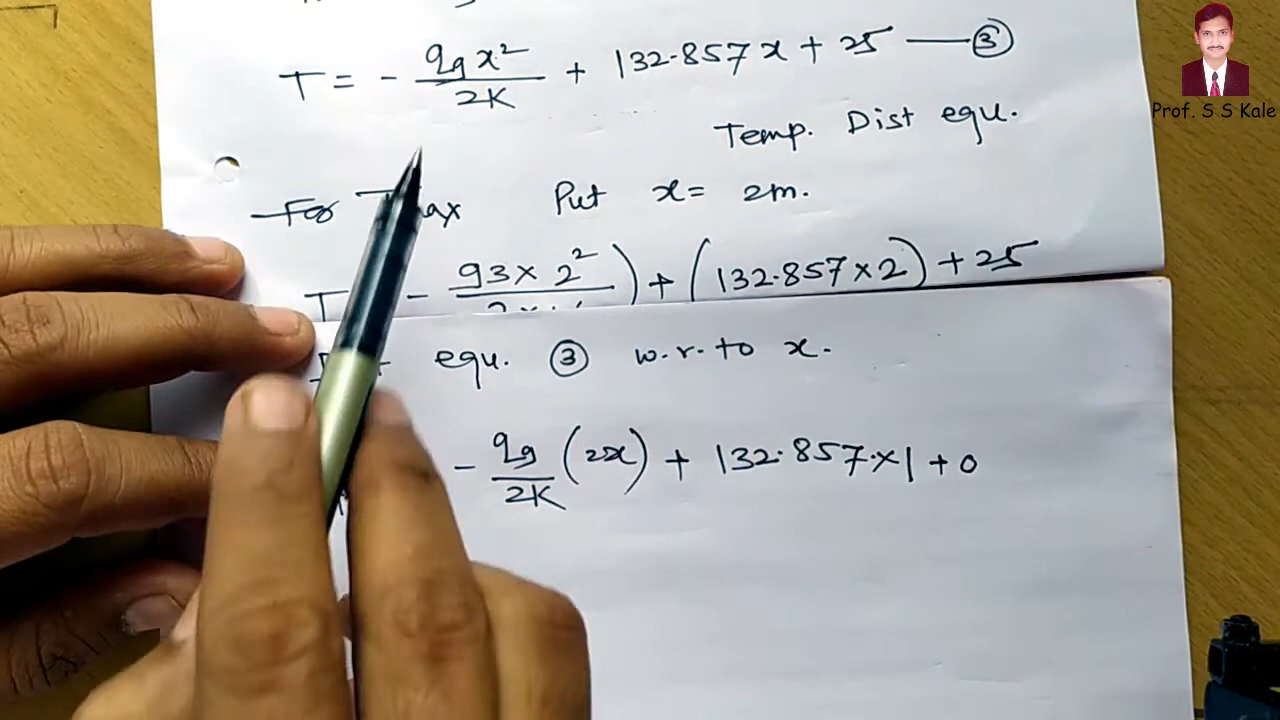 T = - qg x² / 2K + 132.857 x + 25 — ③
Prof. S S Kale
Temp. Dist equ.
For Put x = 2m.
T - 93 × 2² ) + (132.857 × 2) + 25
equ. ③ w.r.to x.
- qg / 2K (2x) + 132.857 × 1 + 0